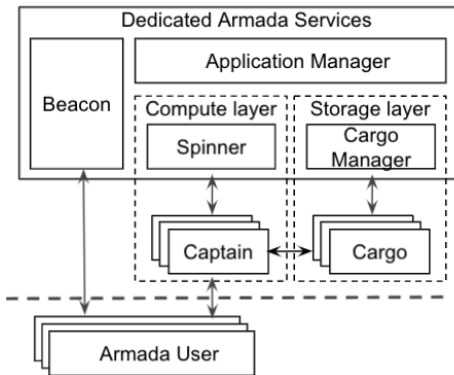 Dedicated Armada Services
Application Manager
Beacon
Compute layer
Storage layer
Spinner
Cargo
Manager
Captain
Cargo
Armada User